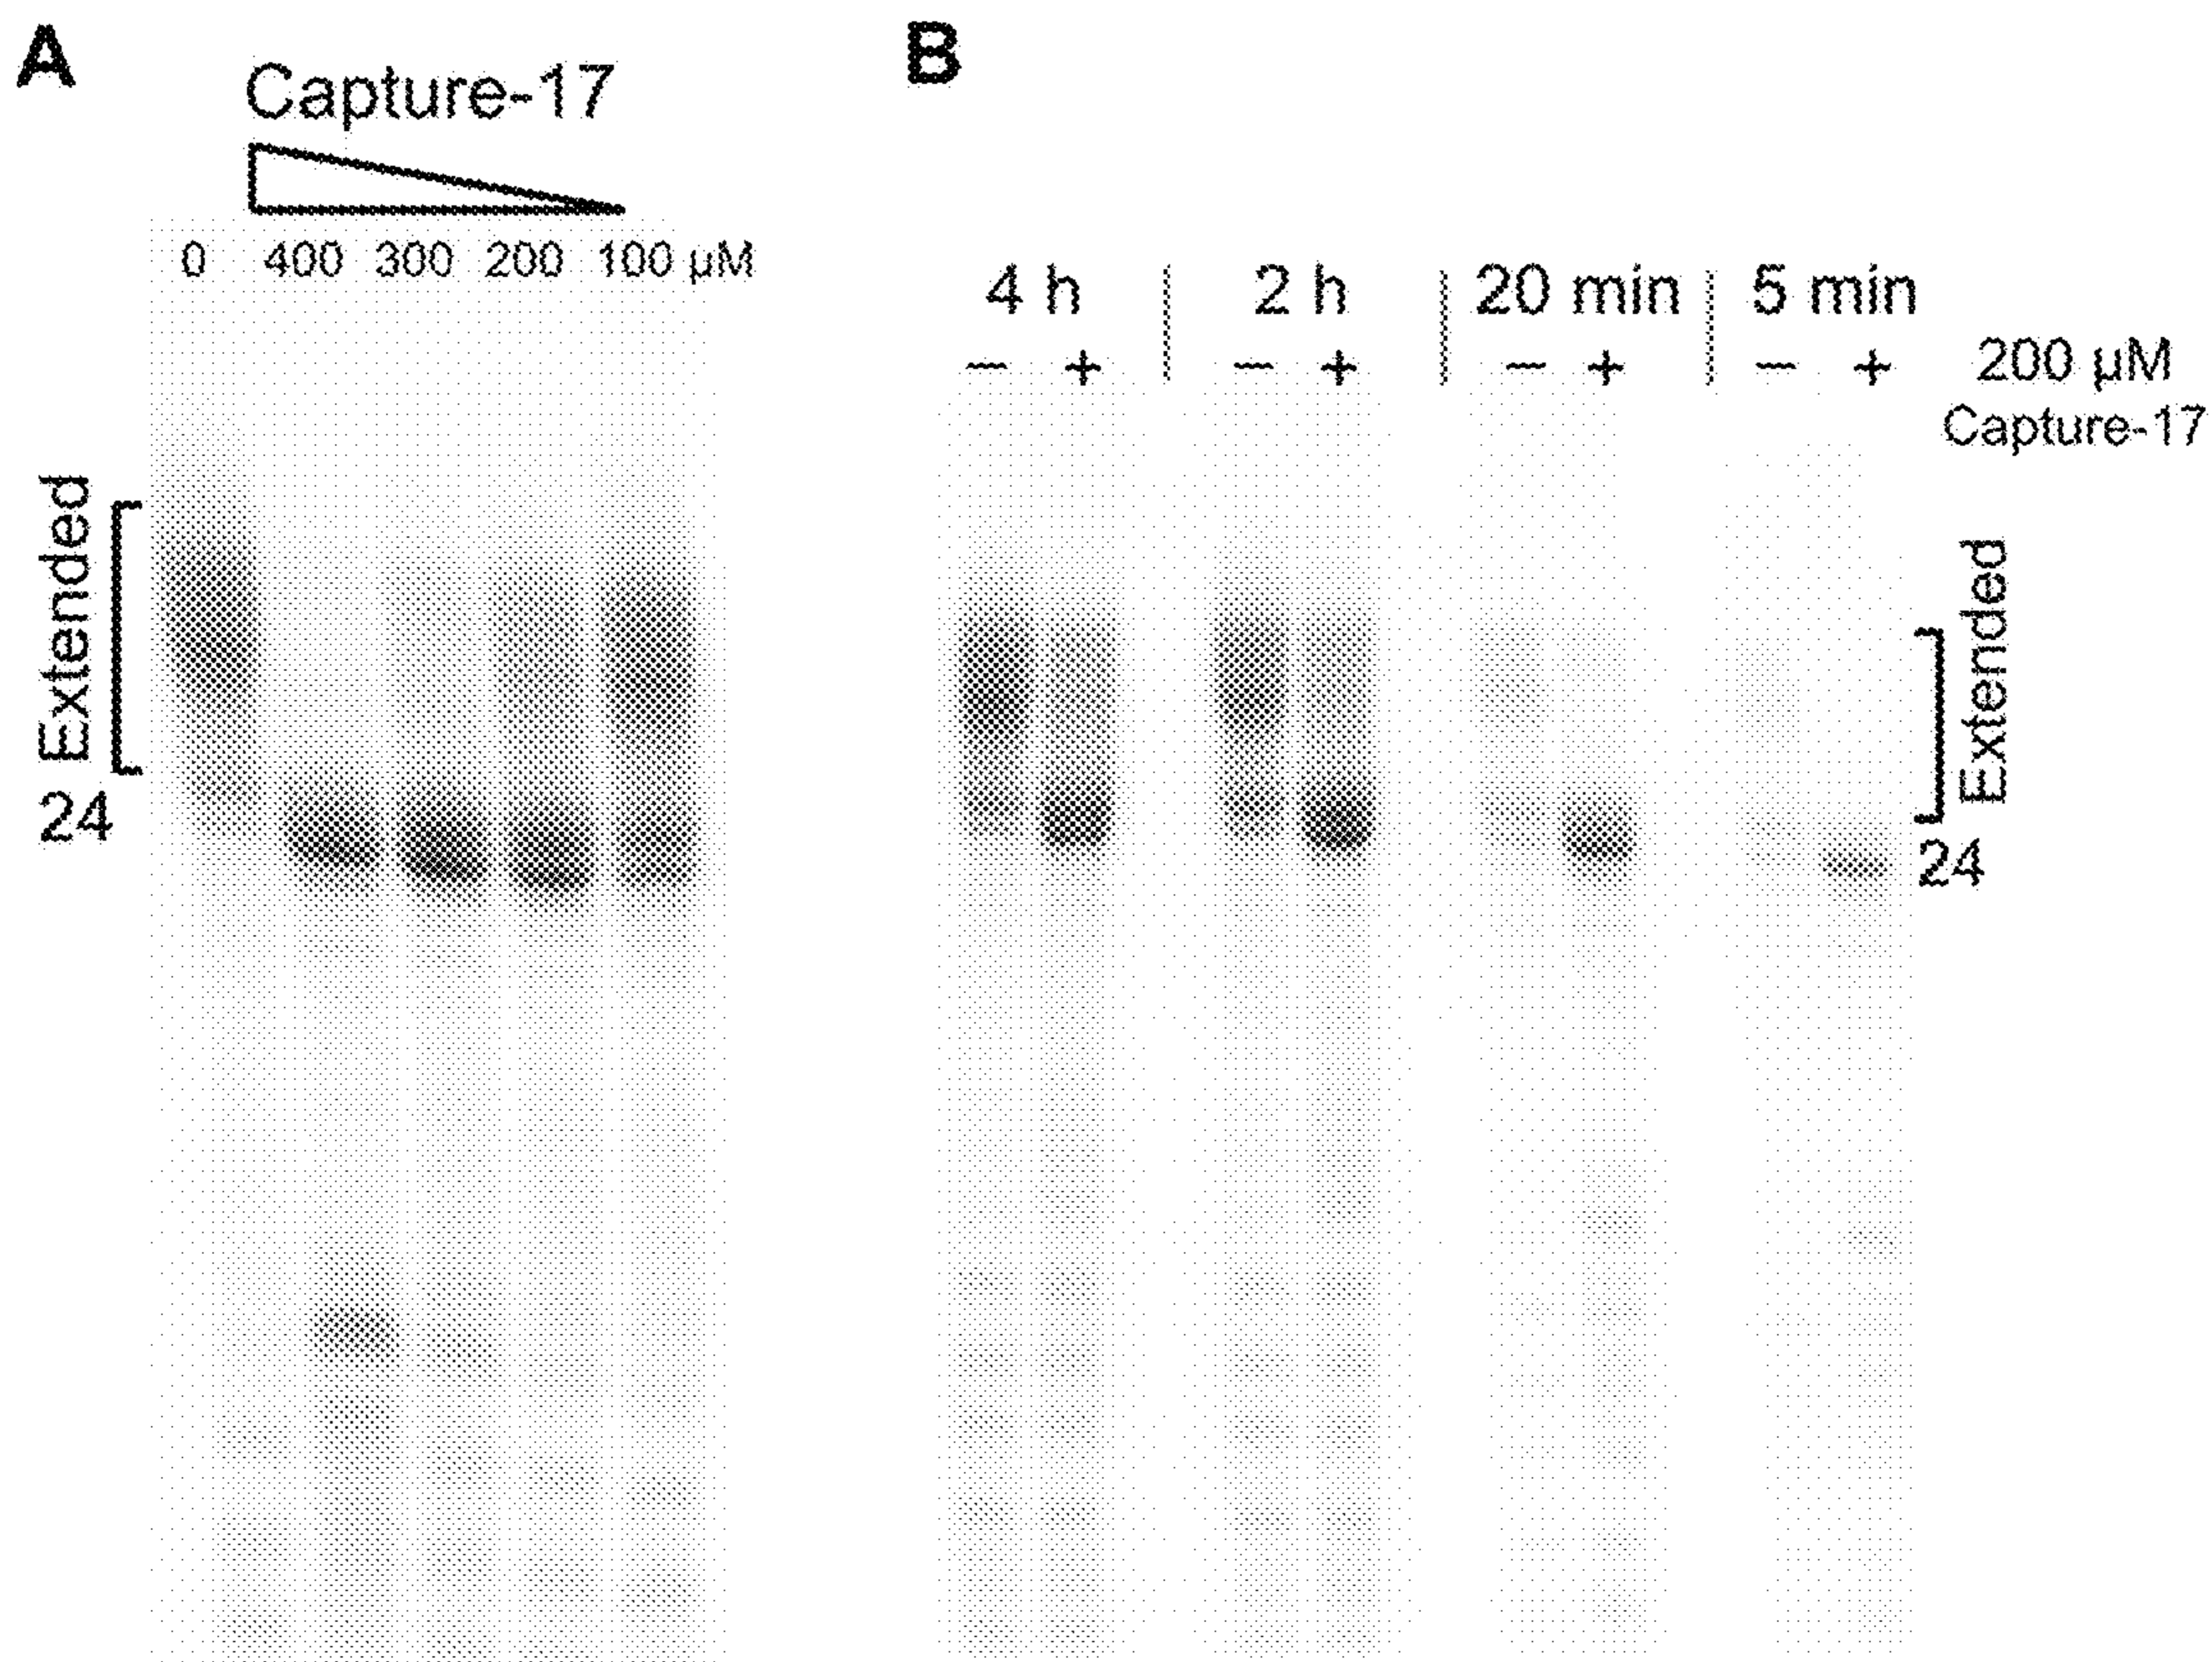 A
Capture-17
0 400 300 200 100 µM
Extended
24
B
4 h 2 h 20 min 5 min
– + – + – + – +
200 µM
Capture-17
Extended
24